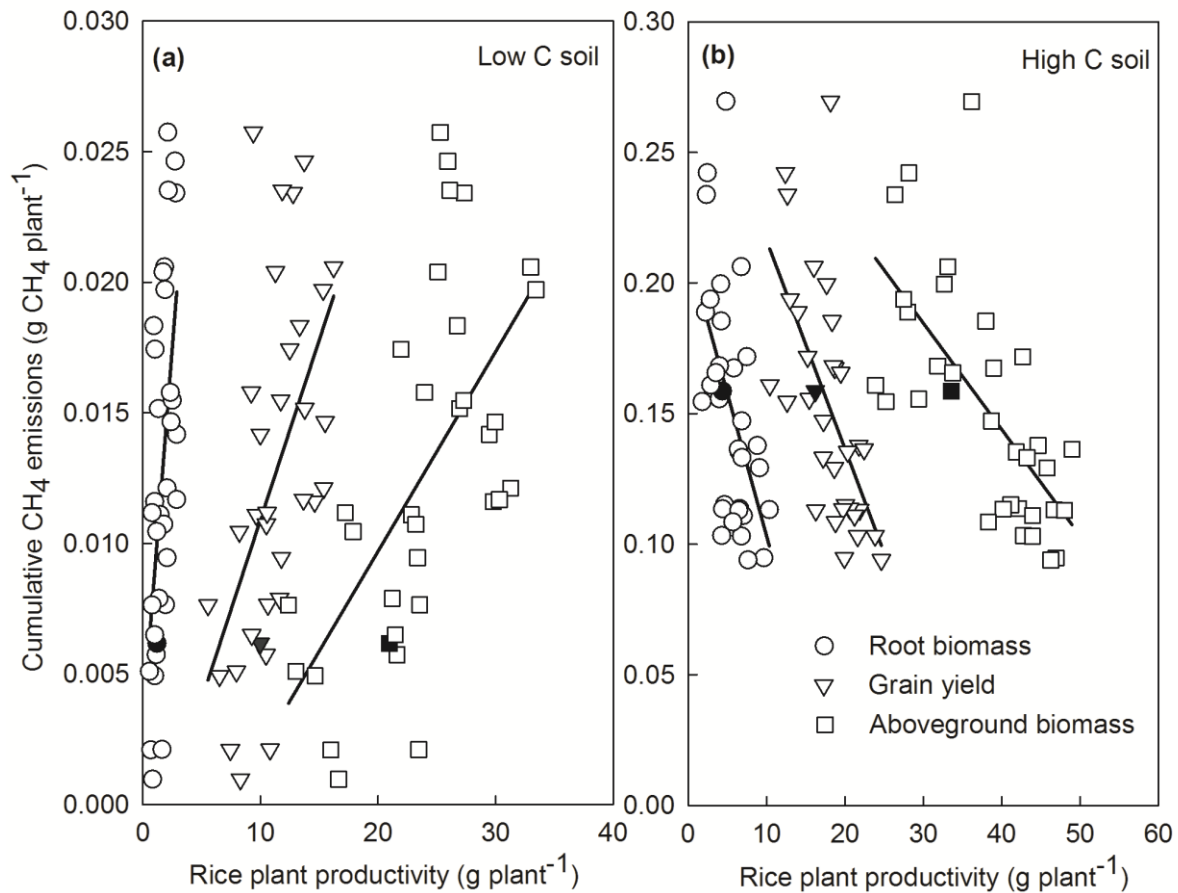 Cumulative CH4 emissions (g CH4 plant-1)
0.030
0.025
0.020
0.015
0.010
0.005
0.000
(a)
Low C soil
0
10
20
30
40
Rice plant productivity (g plant-1)
0.30
0.25
0.20
0.15
0.10
0.05
0.00
(b)
High C soil
Root biomass
Grain yield
Aboveground biomass
0
10
20
30
40
50
60
Rice plant productivity (g plant-1)